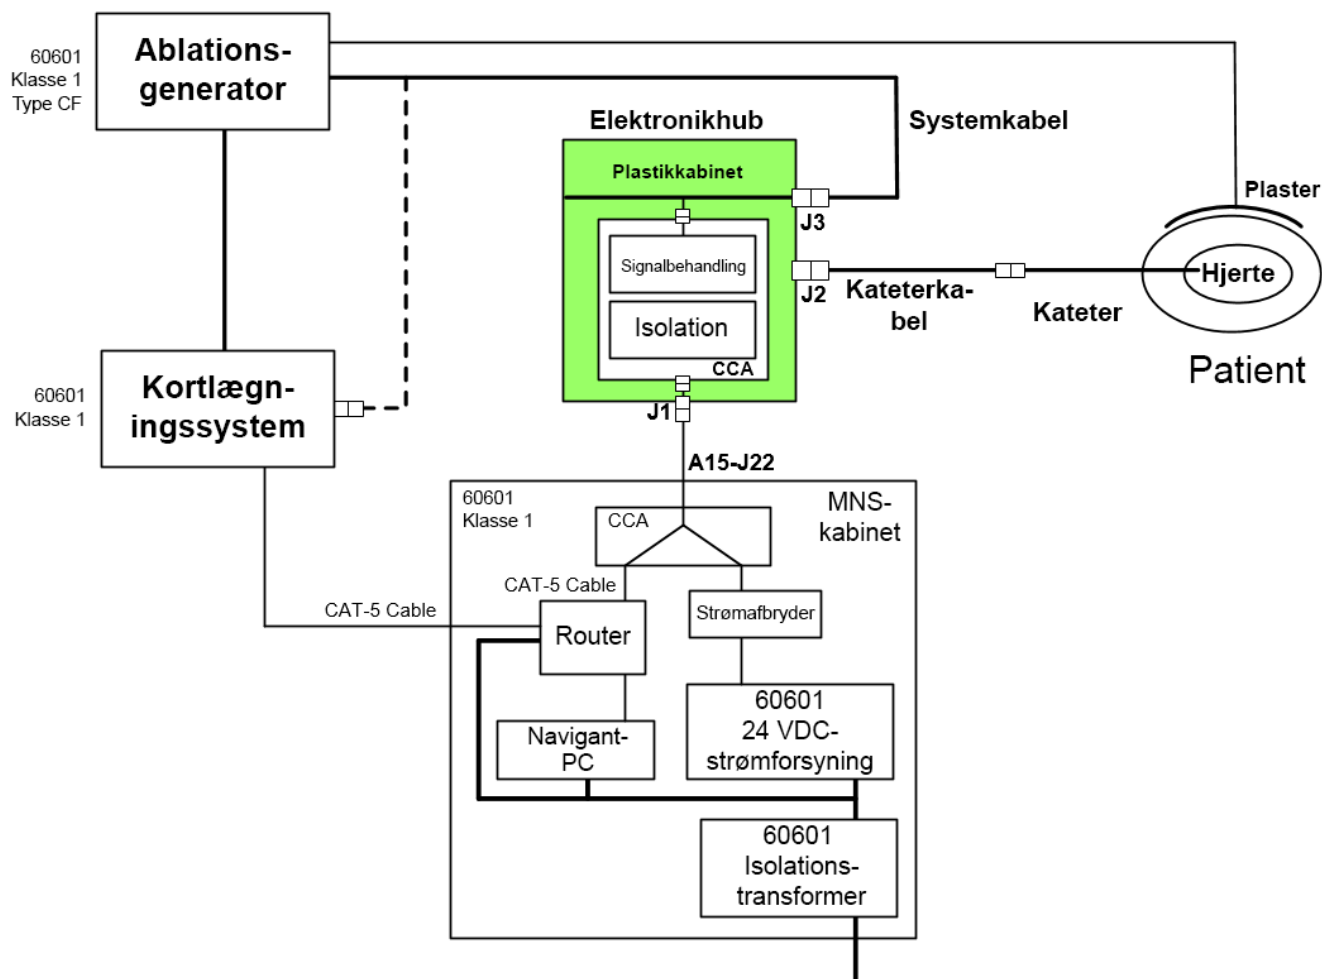 Ablations-
generator
60601
Klasse 1
Type CF
Elektronikhub
Systemkabel
Plastikkabinet
J3
Plaster
Signalbehandling
Isolation
CCA
J2
Kateterka-
bel
Kateter
Hjerte
Patient
J1
60601
Klasse 1
Kortlægn-
ingssystem
A15-J22
60601
Klasse 1
MNS-
kabinet
CCA
CAT-5 Cable
CAT-5 Cable
Router
Strømafbryder
Navigant-
PC
60601
24 VDC-
strømforsyning
60601
Isolations-
transformer